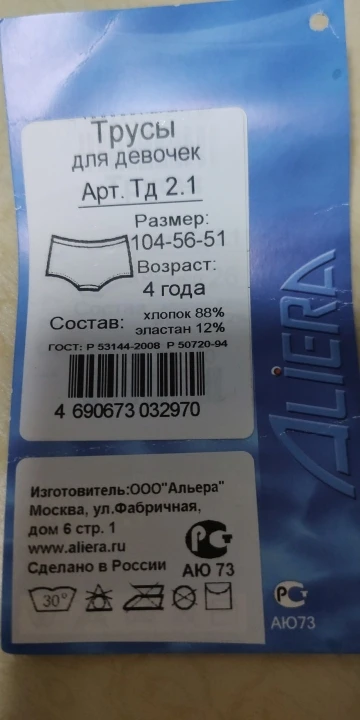 Трусы
для девочек
Арт. Тд 2.1
Размер:
104-56-51
Возраст:
4 года
Состав: хлопок 88%
эластан 12%
ГОСТ: Р 53144-2008 Р 50720-94
4 690673 032970
ALIERA
Изготовитель:ООО"Альера"
Москва, ул.Фабричная,
дом 6 стр. 1
www.aliera.ru
Сделано в России
АЮ 73
30°
АЮ73